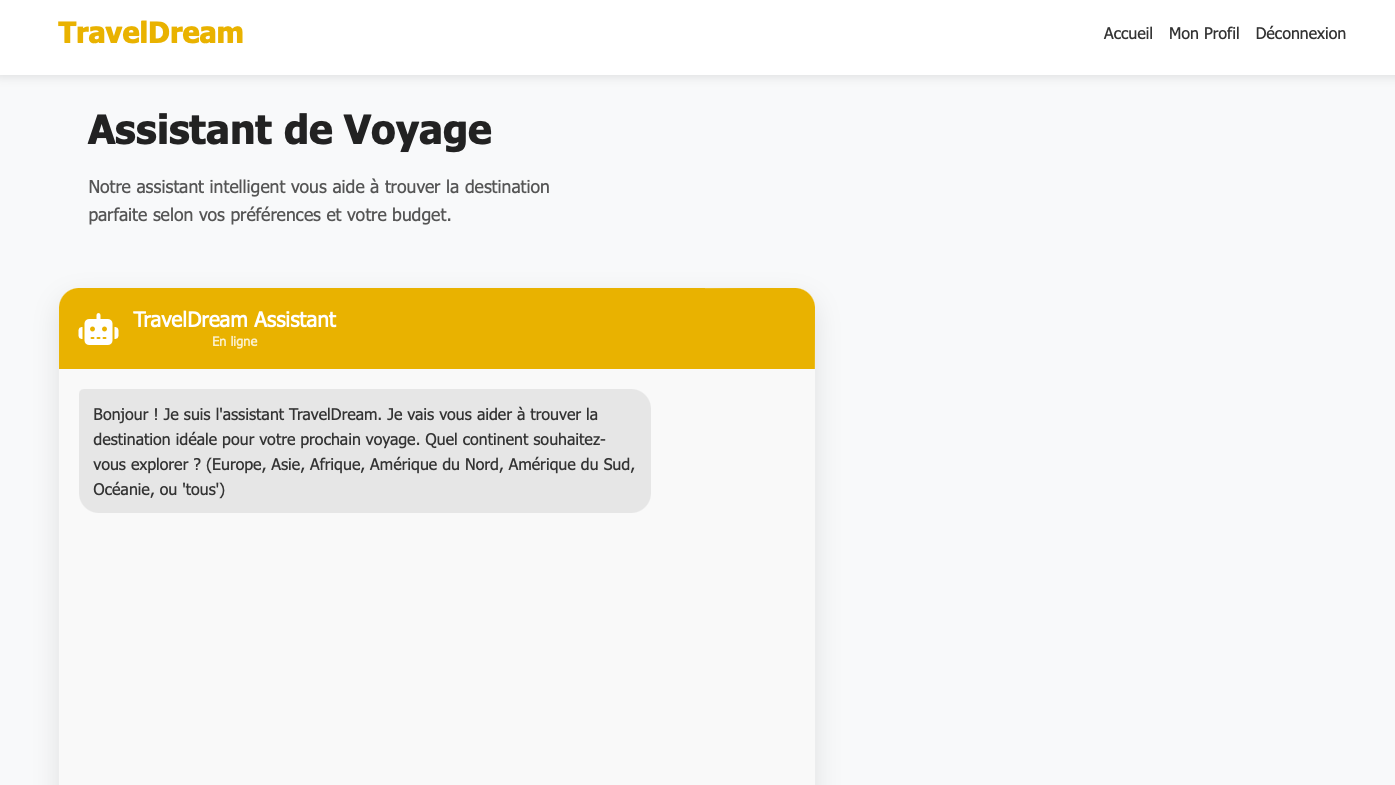 TravelDream
Accueil Mon Profil Déconnexion
Assistant de Voyage
Notre assistant intelligent vous aide à trouver la destination
parfaite selon vos préférences et votre budget.
TravelDream Assistant
En ligne
Bonjour ! Je suis l'assistant TravelDream. Je vais vous aider à trouver la
destination idéale pour votre prochain voyage. Quel continent souhaitez-
vous explorer ? (Europe, Asie, Afrique, Amérique du Nord, Amérique du Sud,
Océanie, ou 'tous')